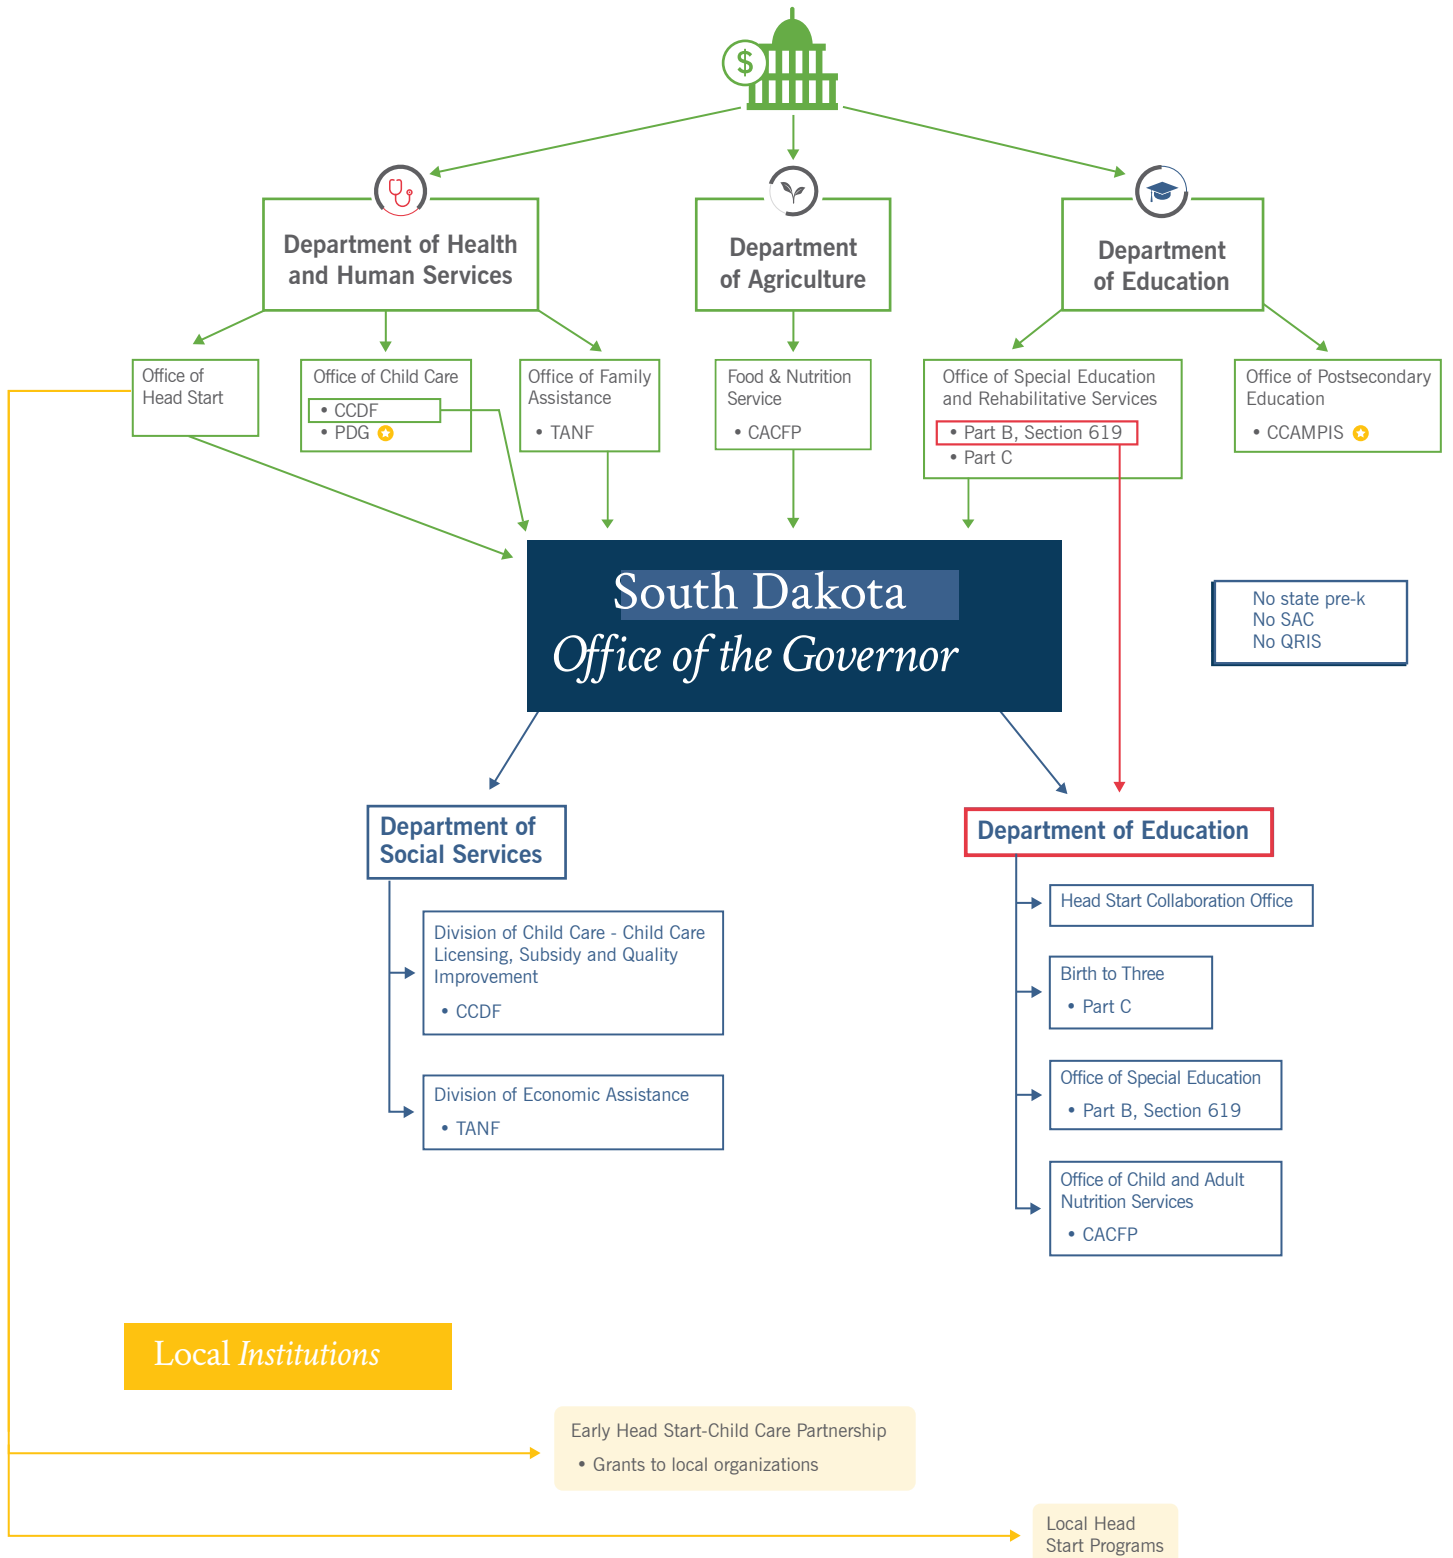 $
Department of Health
and Human Services
Department
of Agriculture
Department
of Education
Office of
Head Start
Office of Child Care
• CCDF
• PDG
Office of Family
Assistance
• TANF
Food & Nutrition
Service
• CACFP
Office of Special Education
and Rehabilitative Services
• Part B, Section 619
• Part C
Office of Postsecondary
Education
• CCAMPIS
South Dakota
Office of the Governor
No state pre-k
No SAC
No QRIS
Department of
Social Services
Division of Child Care - Child Care
Licensing, Subsidy and Quality
Improvement
• CCDF
Division of Economic Assistance
• TANF
Department of Education
Head Start Collaboration Office
Birth to Three
• Part C
Office of Special Education
• Part B, Section 619
Office of Child and Adult
Nutrition Services
• CACFP
Local Institutions
Early Head Start-Child Care Partnership
• Grants to local organizations
Local Head
Start Programs